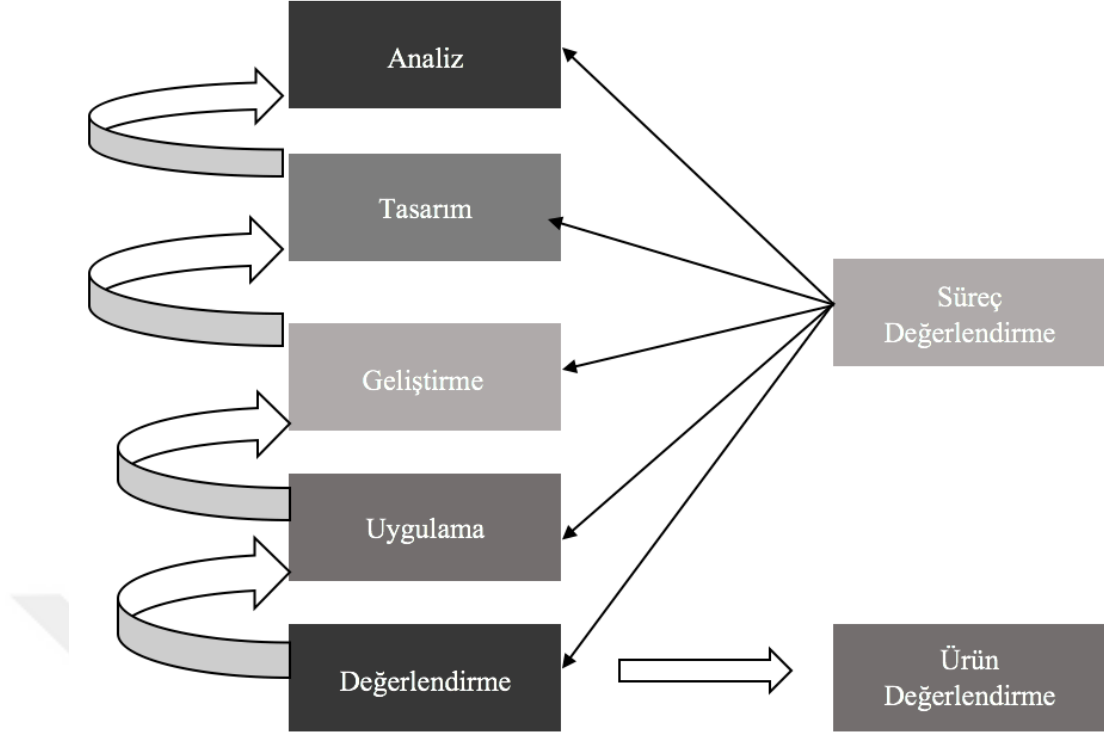 Analiz
Tasarım
Geliştirme
Uygulama
Değerlendirme
Süreç
Değerlendirme
Ürün
Değerlendirme